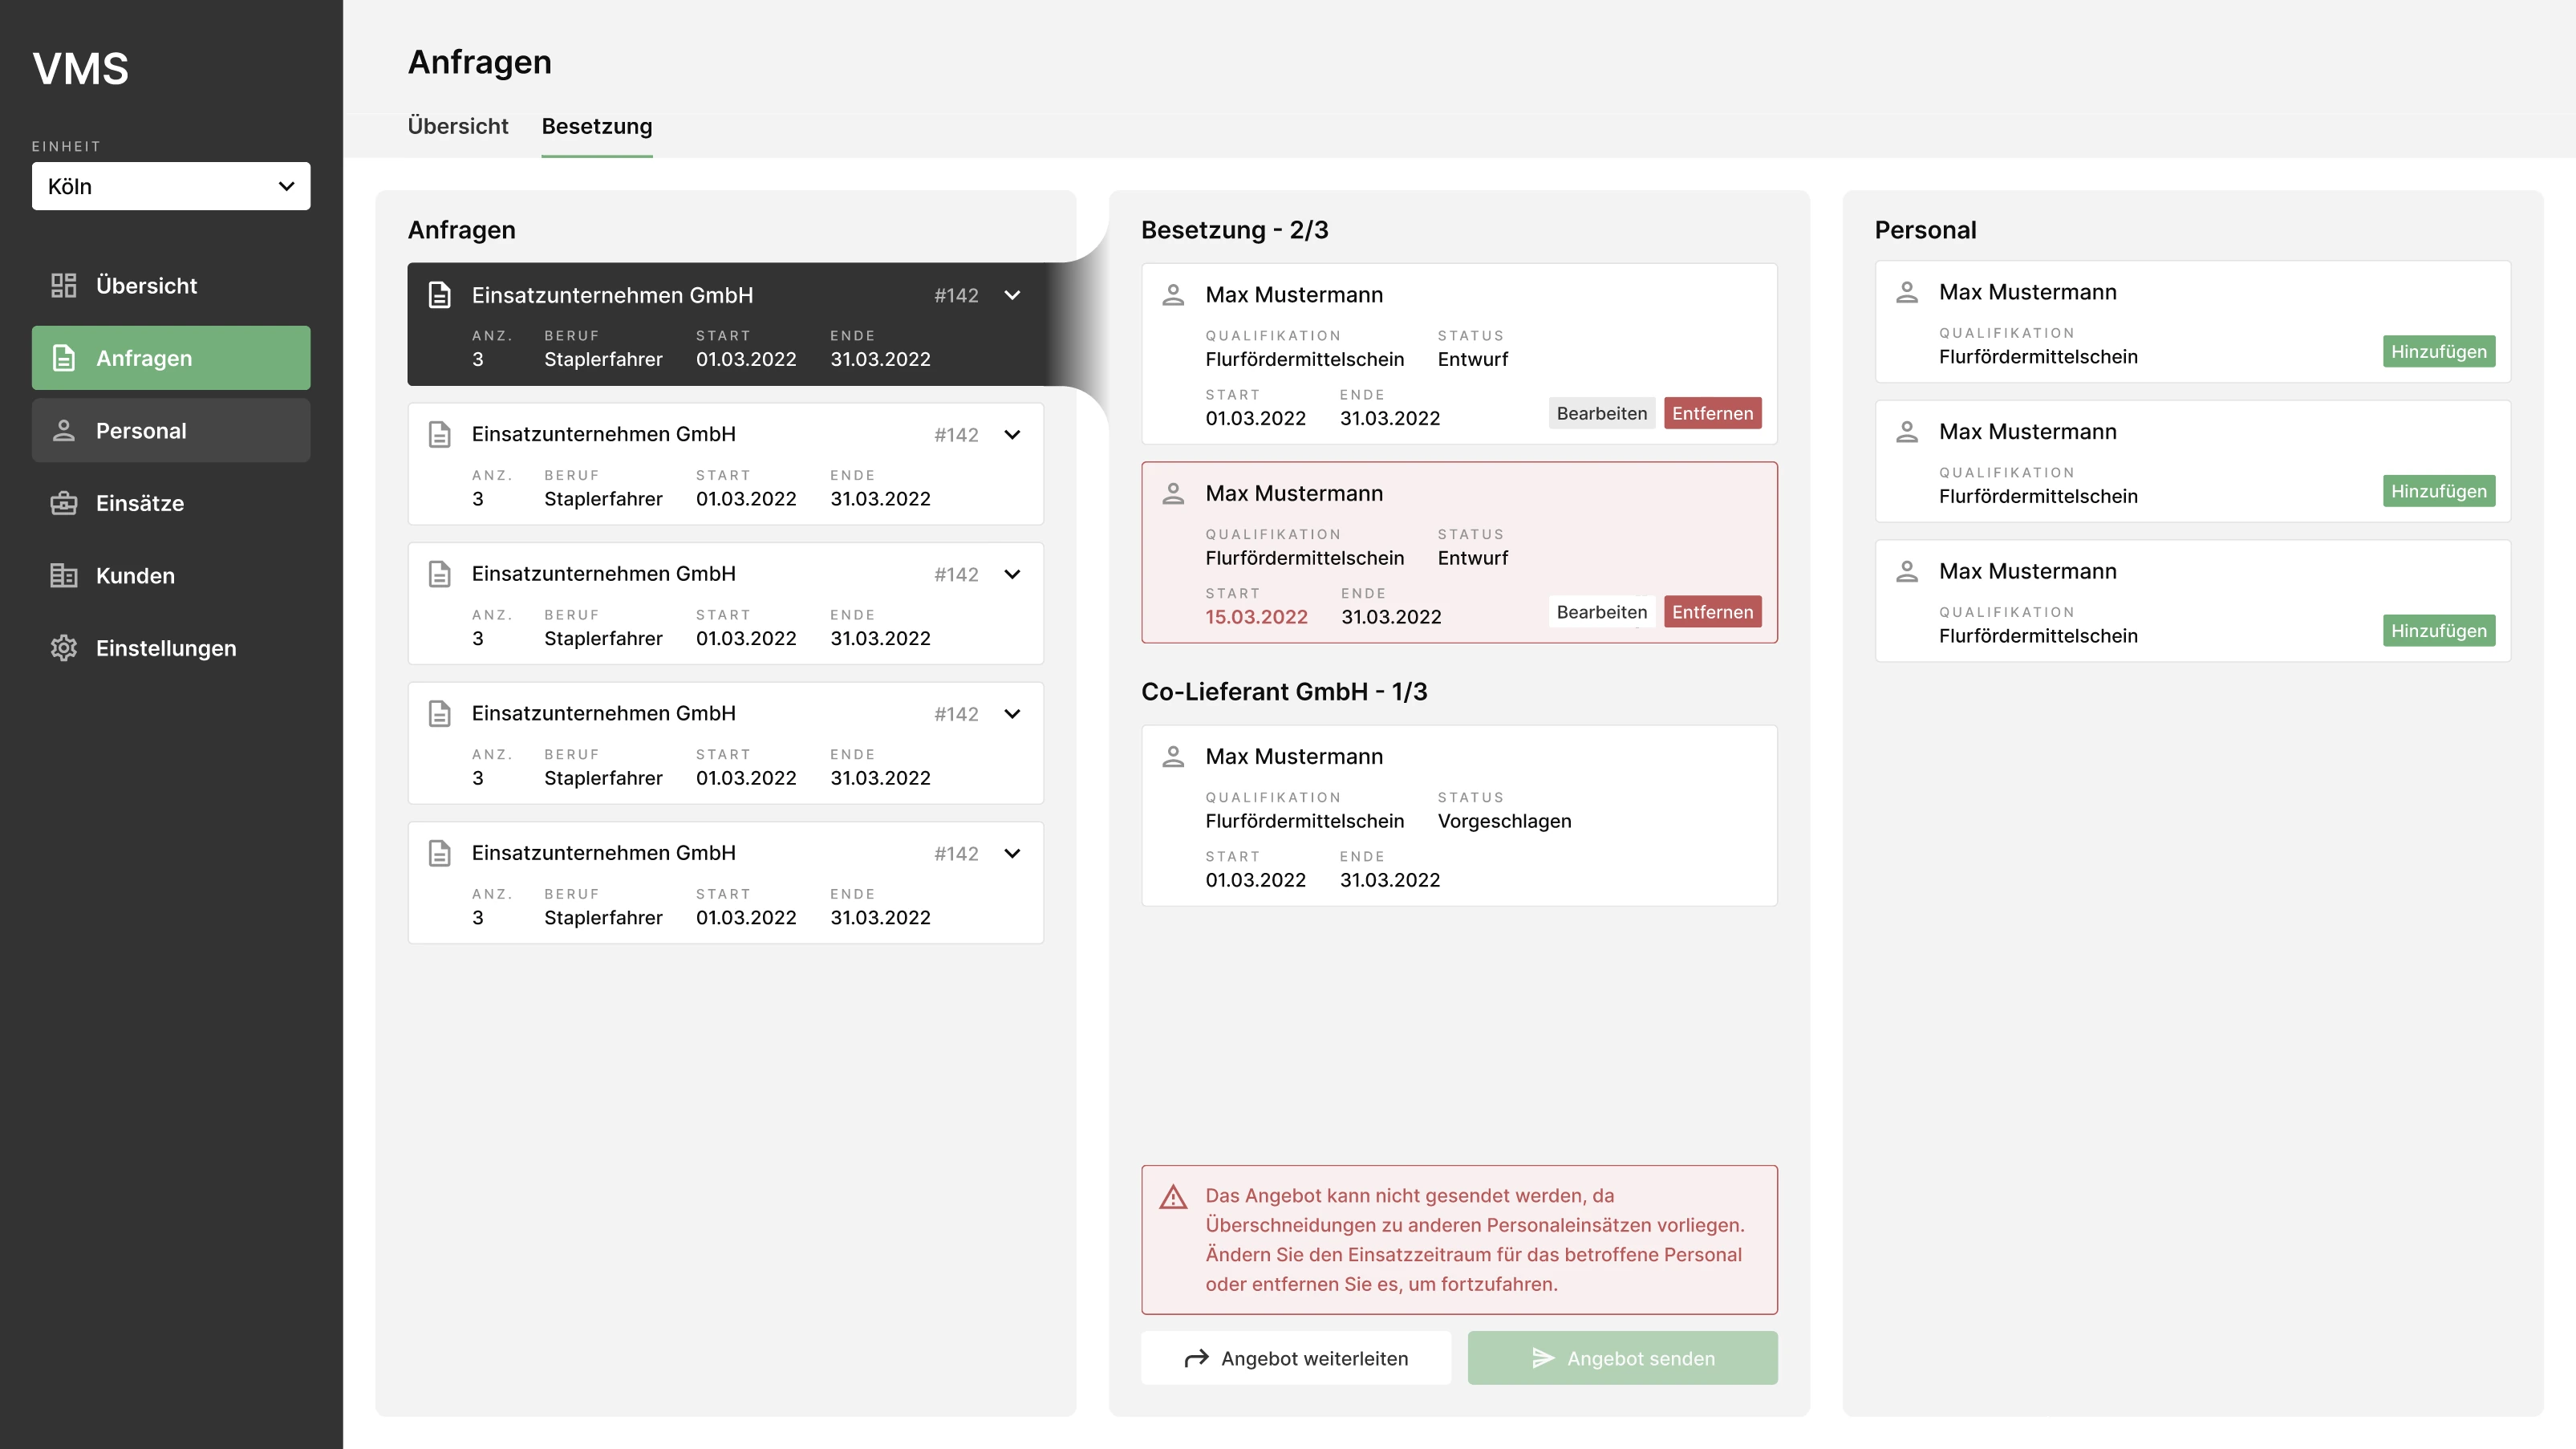 VMS
EINHEIT
Köln
Übersicht
Anfragen
Personal
Einsätze
Kunden
Einstellungen
Anfragen
Übersicht Besetzung
Anfragen
Einsatzunternehmen GmbH #142
ANZ. BERUF START ENDE
3 Staplerfahrer 01.03.2022 31.03.2022
Einsatzunternehmen GmbH #142
ANZ. BERUF START ENDE
3 Staplerfahrer 01.03.2022 31.03.2022
Einsatzunternehmen GmbH #142
ANZ. BERUF START ENDE
3 Staplerfahrer 01.03.2022 31.03.2022
Einsatzunternehmen GmbH #142
ANZ. BERUF START ENDE
3 Staplerfahrer 01.03.2022 31.03.2022
Einsatzunternehmen GmbH #142
ANZ. BERUF START ENDE
3 Staplerfahrer 01.03.2022 31.03.2022
Besetzung - 2/3
Max Mustermann
QUALIFIKATION STATUS
Flurfördermittelschein Entwurf
START ENDE
01.03.2022 31.03.2022 Bearbeiten Entfernen
Max Mustermann
QUALIFIKATION STATUS
Flurfördermittelschein Entwurf
START ENDE
15.03.2022 31.03.2022 Bearbeiten Entfernen
Co-Lieferant GmbH - 1/3
Max Mustermann
QUALIFIKATION STATUS
Flurfördermittelschein Vorgeschlagen
START ENDE
01.03.2022 31.03.2022
Das Angebot kann nicht gesendet werden, da
Überschneidungen zu anderen Personaleinsätzen vorliegen.
Ändern Sie den Einsatzzeitraum für das betroffene Personal
oder entfernen Sie es, um fortzufahren.
Angebot weiterleiten Angebot senden
Personal
Max Mustermann
QUALIFIKATION
Flurfördermittelschein Hinzufügen
Max Mustermann
QUALIFIKATION
Flurfördermittelschein Hinzufügen
Max Mustermann
QUALIFIKATION
Flurfördermittelschein Hinzufügen